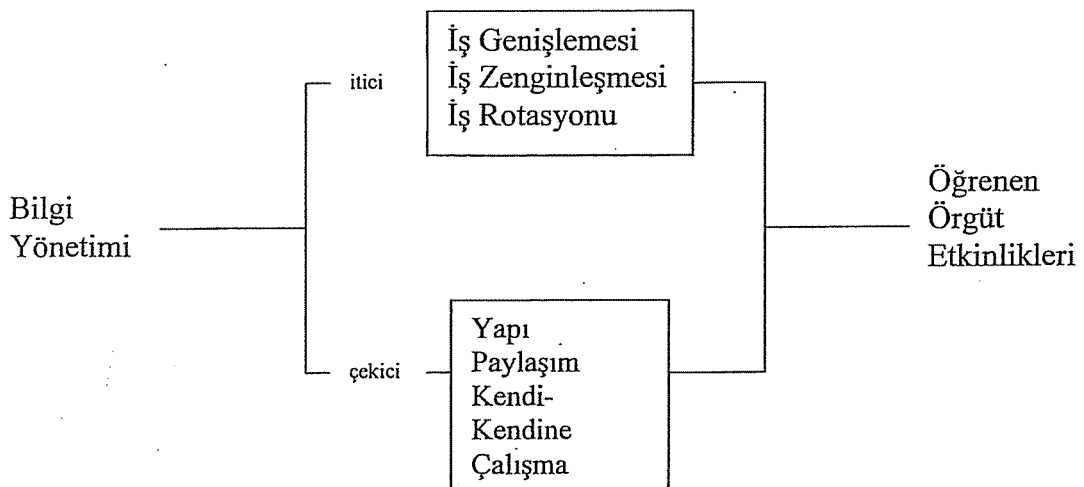 Bilgi
Yönetimi
itici
İş Genişlemesi
İş Zenginleşmesi
İş Rotasyonu
çekici
Yapı
Paylaşım
Kendi-
Kendine
Çalışma
Öğrenen
Örgüt
Etkinlikleri